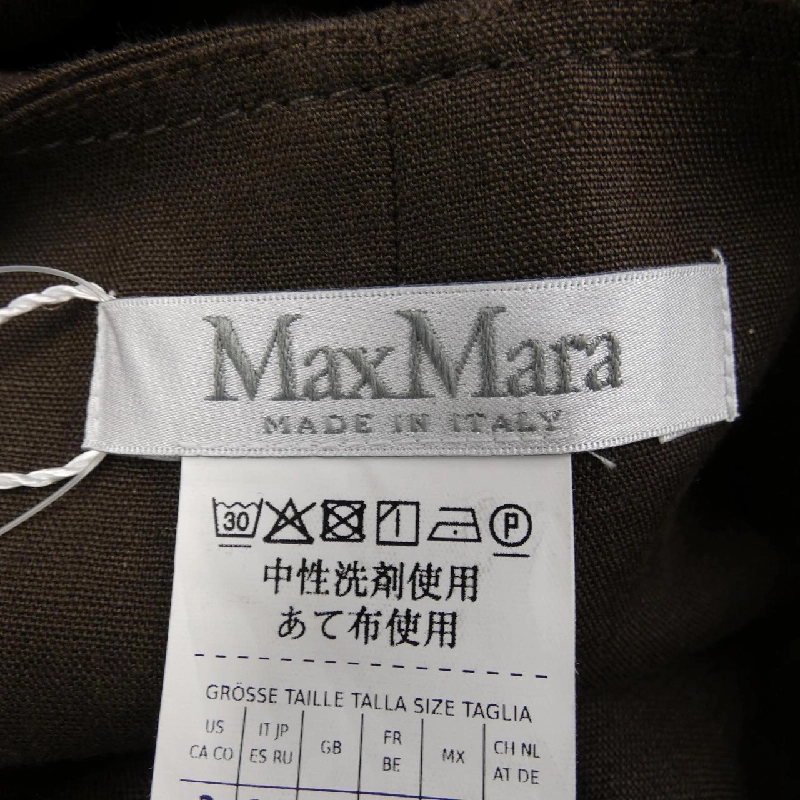 MaxMara
MADE IN ITALY
30 P
中性洗剤使用
あて布使用
GRÖSSE TAILLE TALLA SIZE TAGLIA
US IT JP GB FR MX CH NL
CA CO ES RU BE AT DE